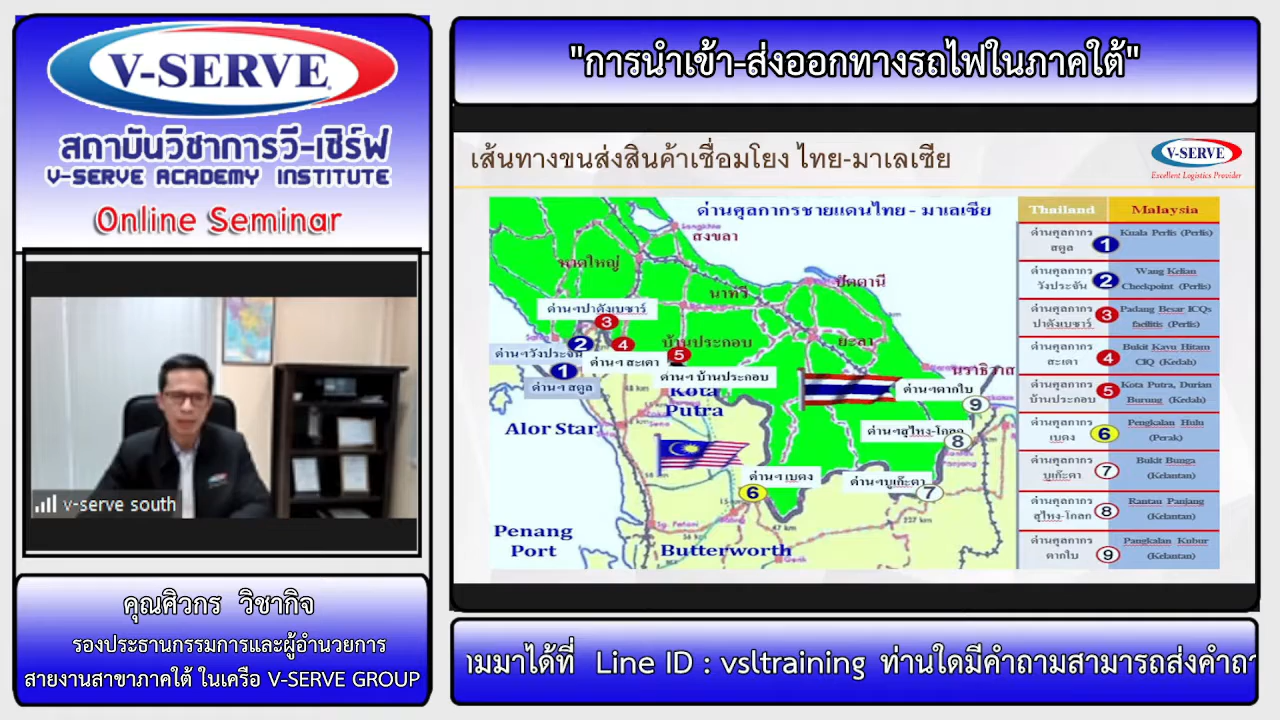 V-SERVE
สถาบันวิชาการวี-เซิร์ฟ
V-SERVE ACADEMY INSTITUTE
Online Seminar
v-serve south
คุณศิวกร วิชากิจ
รองประธานกรรมการและผู้อำนวยการ
สายงานสาขาภาคใต้ ในเครือ V-SERVE GROUP
"การนำเข้า-ส่งออกทางรถไฟในภาคใต้"
เส้นทางขนส่งสินค้าเชื่อมโยง ไทย-มาเลเซีย
V-SERVE
Excellent Logistics Provider
ด่านศุลกากรชายแดนไทย - มาเลเซีย
สงขลา
หาดใหญ่
ปัตตานี
นาทวี
ด่านฯปาดังเบซาร์
3
2
4
บ้านประกอบ
ยะลา
ด่านฯวังประจัน
5
ด่านฯ สะเดา
1
ด่านฯ บ้านประกอบ
นราธิวาส
ด่านฯ สตูล
ด่านฯตากใบ
Kota
Putra
9
Alor Star
ด่านฯสุไหง-โกลก
8
ด่านฯ เบตง
ด่านฯบูเก๊ะตา
6
7
Penang
Port
Sg. Petani
47 km
227 km
Butterworth
Gerik
Thailand Malaysia
ด่านศุลกากร
สตูล
1 Kuala Perlis (Perlis)
ด่านศุลกากร
วังประจัน
2 Wang Kelian
Checkpoint (Perlis)
ด่านศุลกากร
ปาดังเบซาร์
3 Padang Besar ICQs
facilitis (Perlis)
ด่านศุลกากร
สะเดา
4 Bukit Kayu Hitam
CIQ (Kedah)
ด่านศุลกากร
บ้านประกอบ
5 Kota Putra, Durian
Burung (Kedah)
ด่านศุลกากร
เบตง
6 Pengkalan Hulu
(Perak)
ด่านศุลกากร
บูเก๊ะตา
7 Bukit Bunga
(Kelantan)
ด่านศุลกากร
สุไหง-โกลก
8 Rantau Panjang
(Kelantan)
ด่านศุลกากร
ตากใบ
9 Pangkalan Kubur
(Kelantan)
ามมาได้ที่ Line ID : vsltraining ท่านใดมีคำถามสามารถส่งคำถา